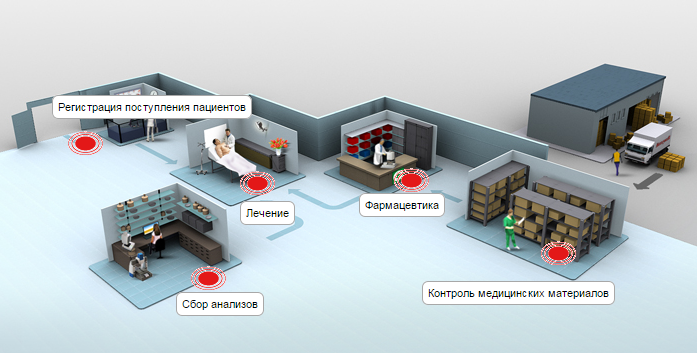 Регистрация поступления пациентов
Лечение
Фармацевтика
Сбор анализов
Контроль медицинских материалов